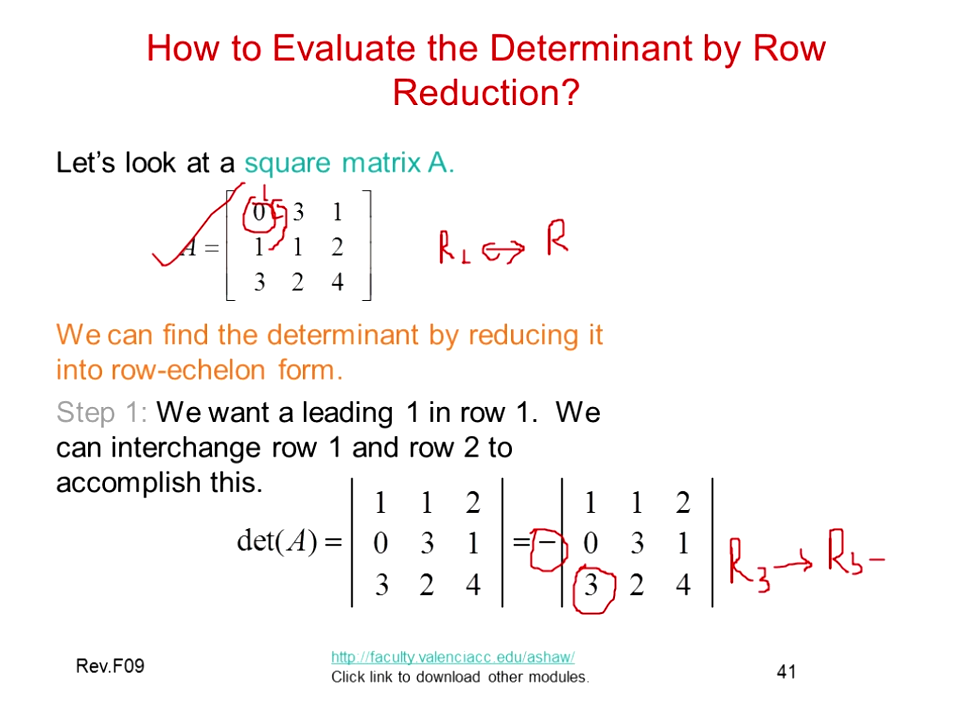 How to Evaluate the Determinant by Row
Reduction?
Let's look at a square matrix A.
A = [ 0 3 1
1 1 2
3 2 4 ]
R1 ⇔ R
We can find the determinant by reducing it
into row-echelon form.
Step 1: We want a leading 1 in row 1. We
can interchange row 1 and row 2 to
accomplish this.
| 1 1 2 | | 1 1 2 |
det(A) = | 0 3 1 | = − | 0 3 1 |
| 3 2 4 | | 3 2 4 |
R3 → R3 −
Rev.F09
http://faculty.valenciacc.edu/ashaw/
Click link to download other modules.
41